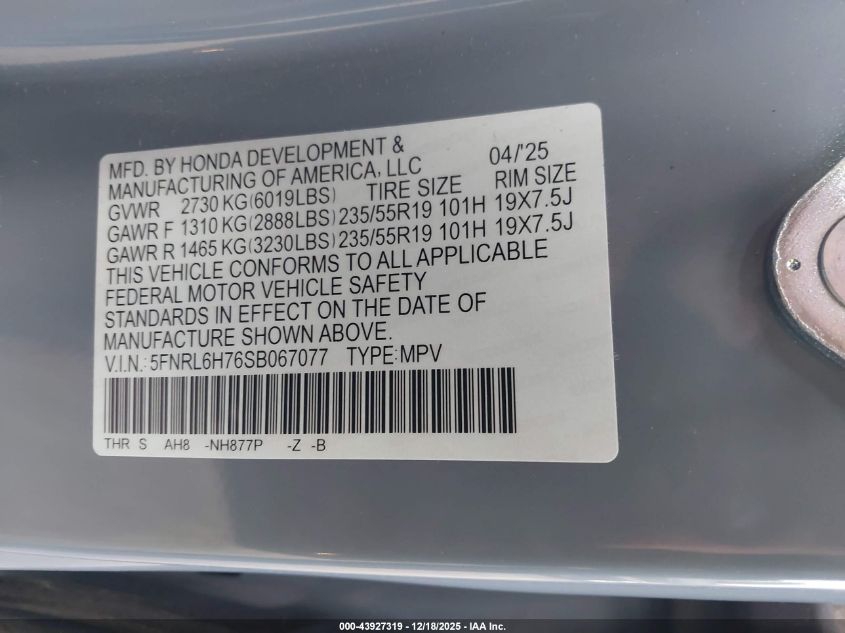 MFD. BY HONDA DEVELOPMENT & 04/'25
MANUFACTURING OF AMERICA, LLC
GVWR 2730 KG(6019LBS) TIRE SIZE RIM SIZE
GAWR F 1310 KG(2888LBS) 235/55R19 101H 19X7.5J
GAWR R 1465 KG(3230LBS) 235/55R19 101H 19X7.5J
THIS VEHICLE CONFORMS TO ALL APPLICABLE
FEDERAL MOTOR VEHICLE SAFETY
STANDARDS IN EFFECT ON THE DATE OF
MANUFACTURE SHOWN ABOVE.
V.I.N.: 5FNRL6H76SB067077 TYPE:MPV
THR S AH8 -NH877P -Z -B
000-43927319 - 12/18/2025 - IAA Inc.